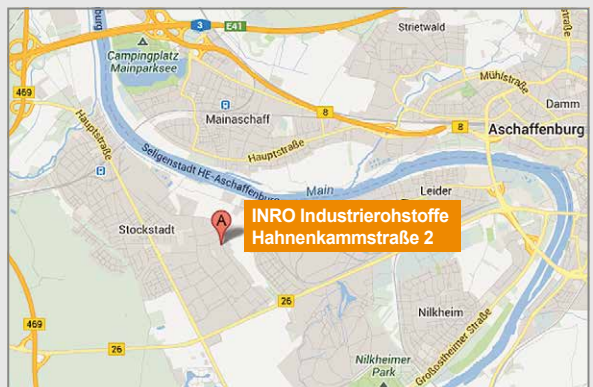 burg
3
E41
Strietwald
Campingplatz
Mainparksee
Mühlstraße
469
8
Damm
Mainaschaff
8
Aschaffenburg
Hauptstraße
Hauptstraße
Seligenstadt HE-Aschaffenburg
Main
Leider
A
INRO Industrierohstoffe
Hahnenkammstraße 2
Stockstadt
26
Nilkheim
469
26
Großostheimer Straße
Nilkheimer
Park